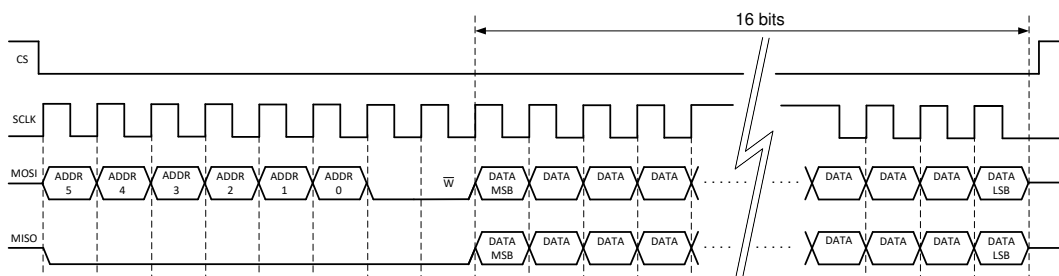 16 bits
CS
SCLK
MOSI
ADDR
5
ADDR
4
ADDR
3
ADDR
2
ADDR
1
ADDR
0
W̅
DATA
MSB
DATA
DATA
DATA
DATA
DATA
DATA
DATA
LSB
MISO
DATA
MSB
DATA
DATA
DATA
DATA
DATA
DATA
DATA
LSB